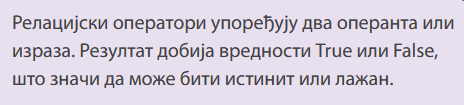 Релацијски оператори упоређују два операнта или
израза. Резултат добија вредности True или False,
што значи да може бити истинит или лажан.